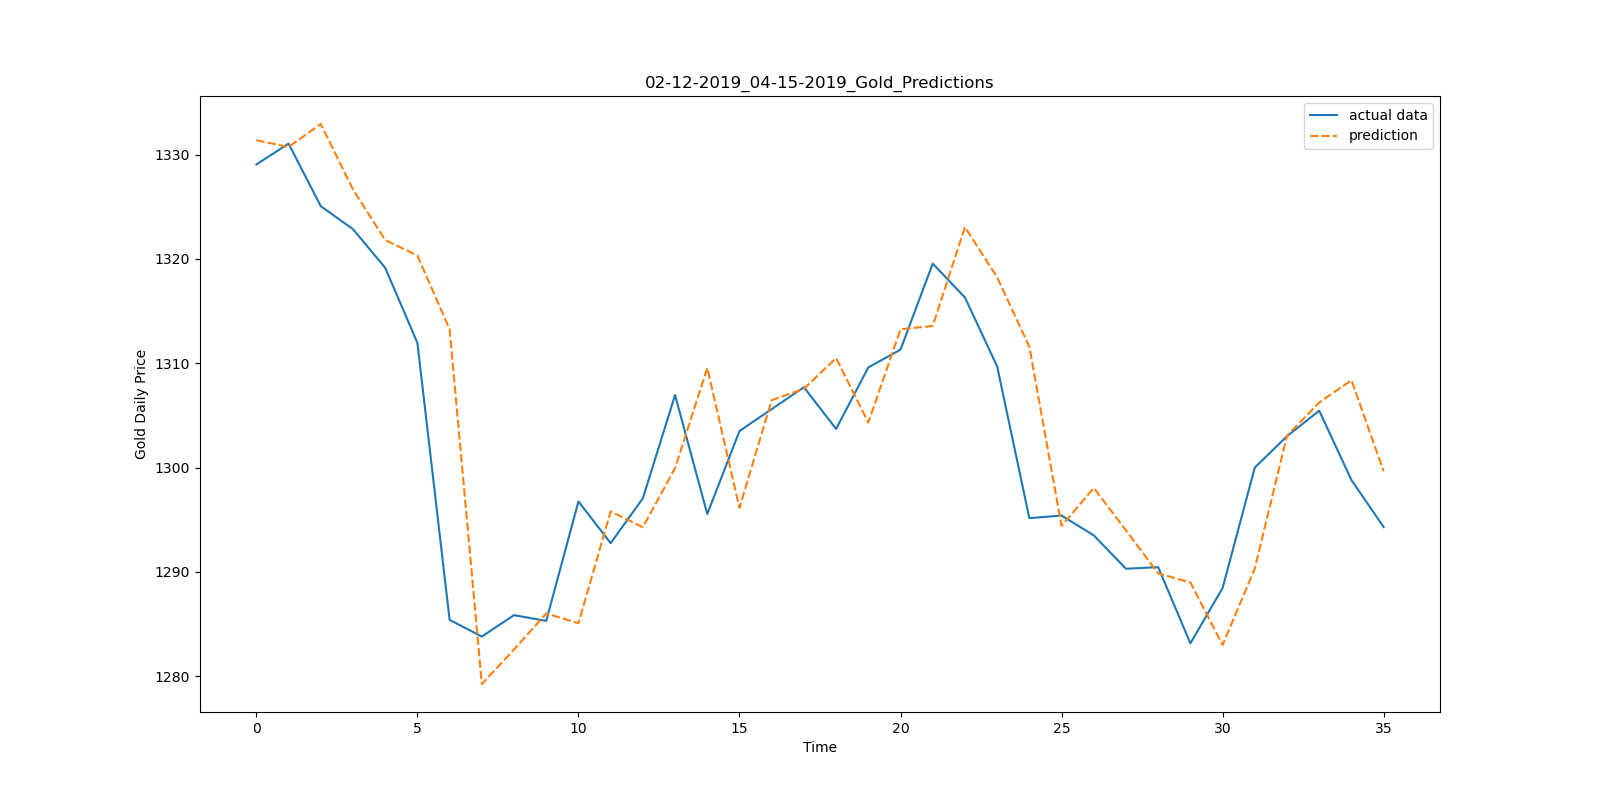 02-12-2019_04-15-2019_Gold_Predictions
actual data
prediction
1330
1320
1310
1300
1290
1280
Gold Daily Price
0 5 10 15 20 25 30 35
Time